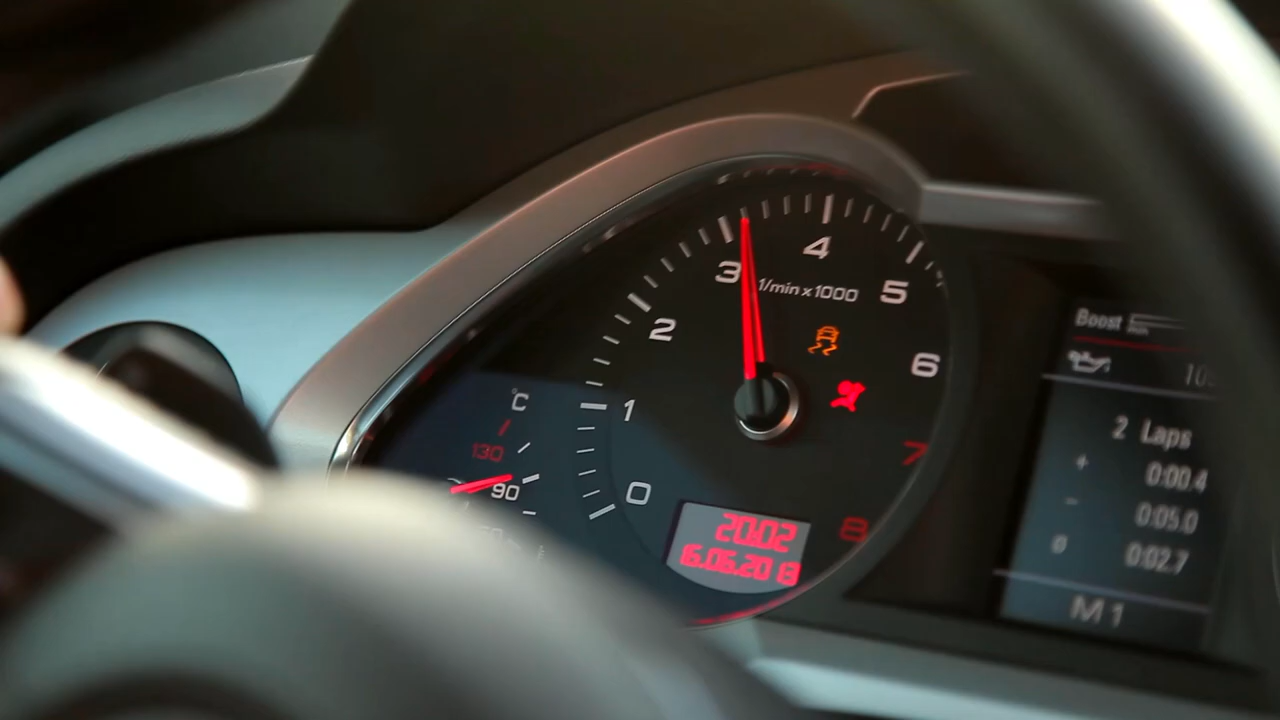 4
3
1/min x 1000
5
2
6
°C
1
130
7
90
0
8
20:02
16.06.2013
Boost
2 Laps
+ 0:00.4
- 0:05.0
ø 0:02.7
M 1